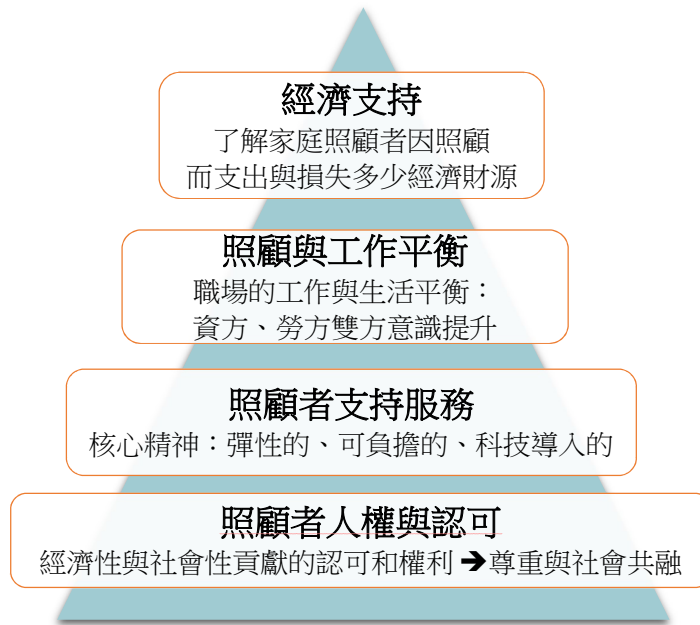 經濟支持
了解家庭照顧者因照顧
而支出與損失多少經濟財源
照顧與工作平衡
職場的工作與生活平衡：
資方、勞方雙方意識提升
照顧者支持服務
核心精神：彈性的、可負擔的、科技導入的
照顧者人權與認可
經濟性與社會性貢獻的認可和權利➔尊重與社會共融